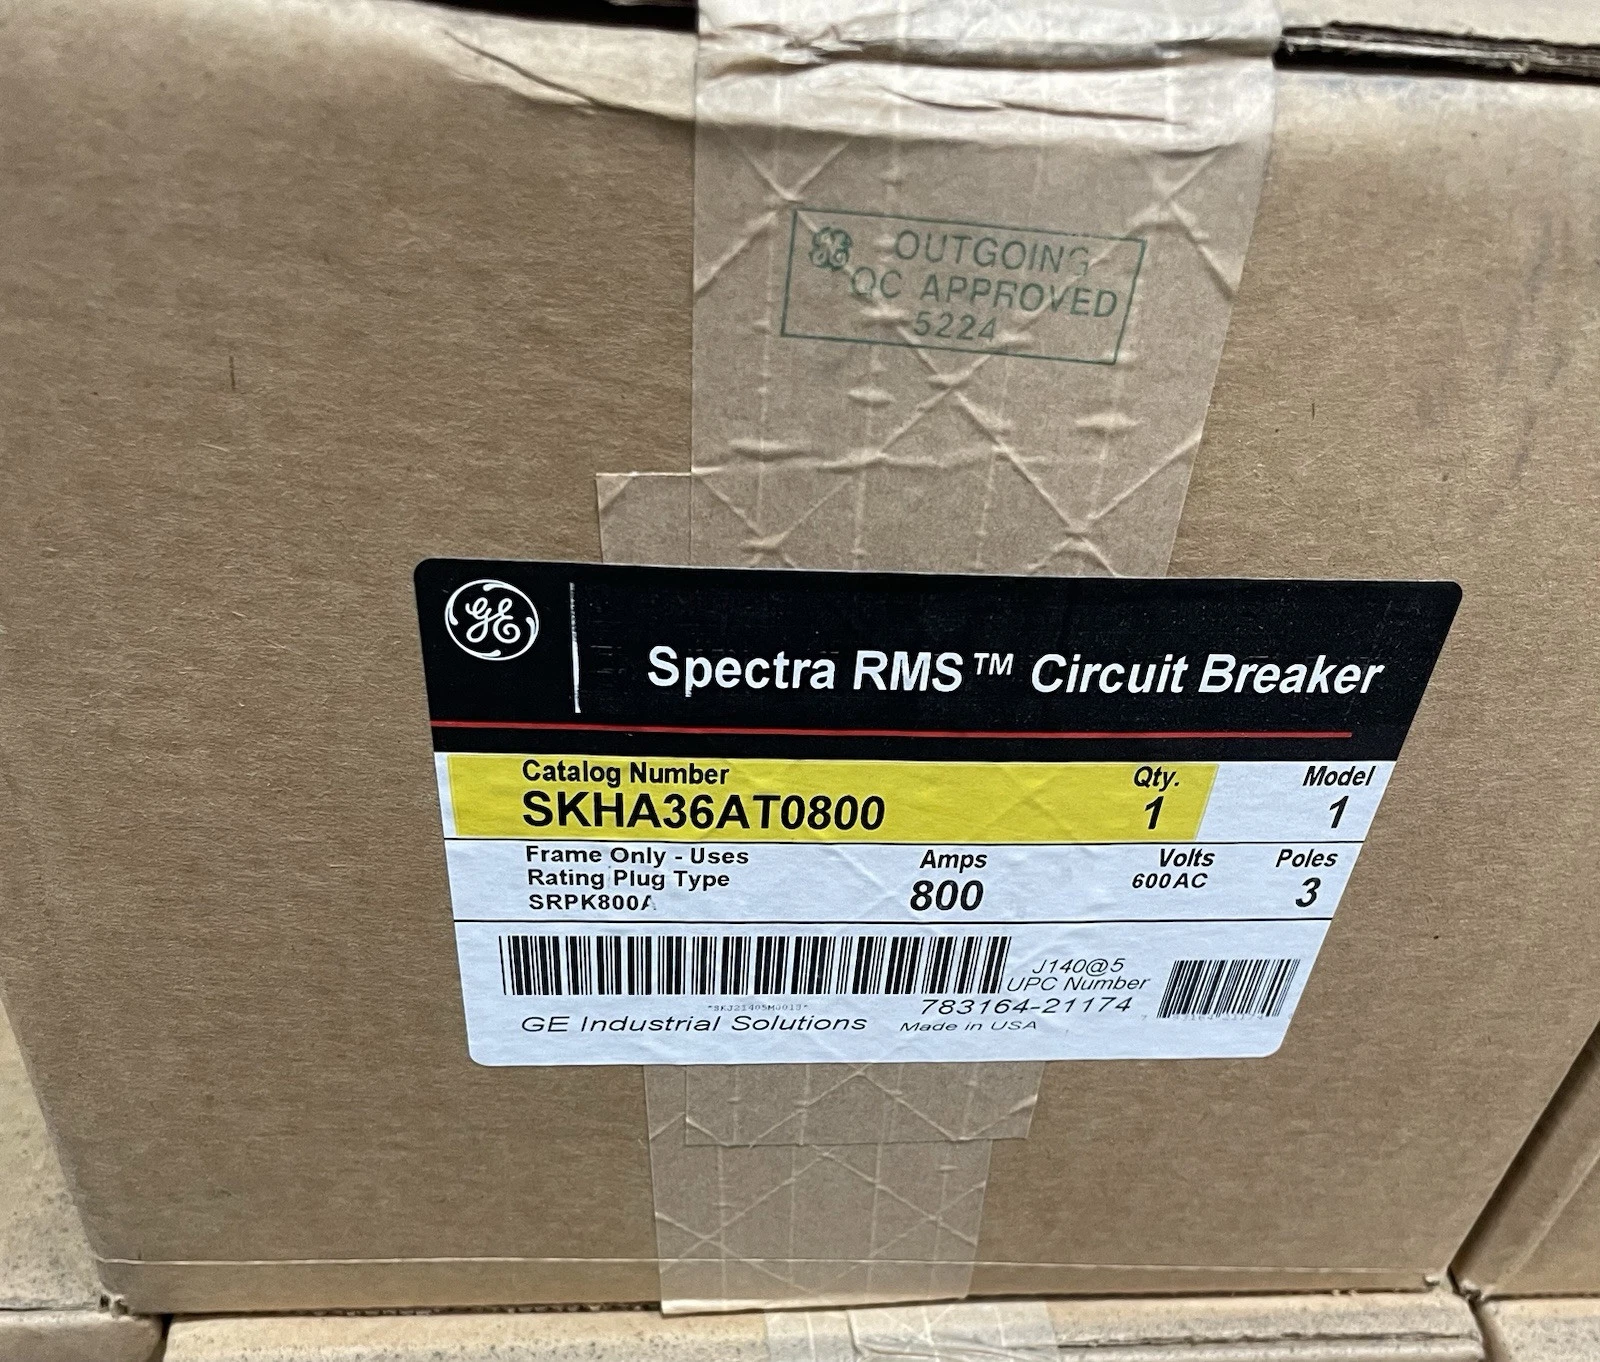 OUTGOING
QC APPROVED
5224
GE
Spectra RMS™ Circuit Breaker
Catalog Number Qty. Model
SKHA36AT0800 1 1
Frame Only - Uses Amps Volts Poles
Rating Plug Type 800 600AC 3
SRPK800A
J140@5
UPC Number
783164-21174
GE Industrial Solutions Made in USA